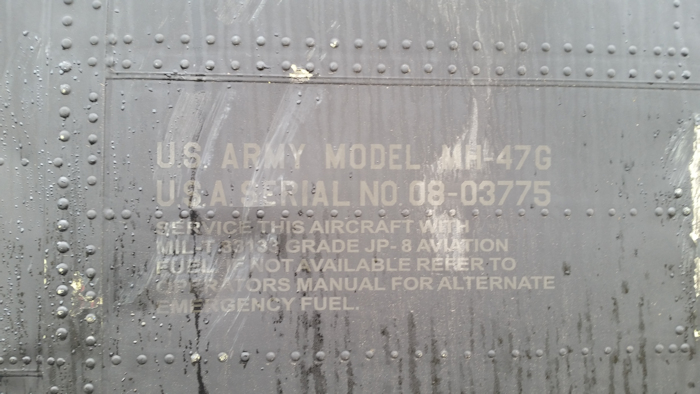 U.S. ARMY MODEL MH-47G
U.S.A SERIAL NO. 08-03775
SERVICE THIS AIRCRAFT WITH
MIL-T-83133 GRADE JP-8 AVIATION
FUEL. IF NOT AVAILABLE REFER TO
OPERATORS MANUAL FOR ALTERNATE
EMERGENCY FUEL.